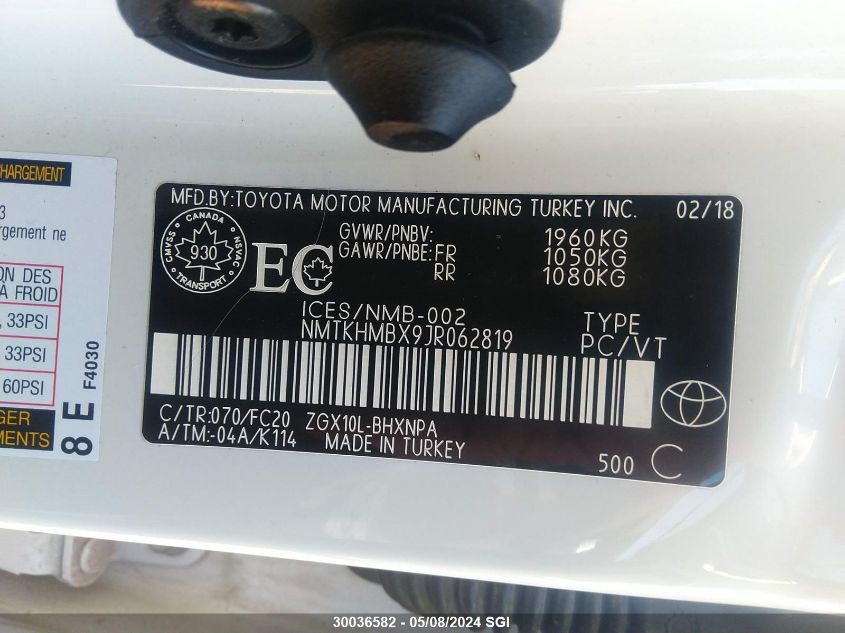 HARGEMENT
3
rgement ne
ON DES
A FROID
, 33PSI
33 PSI
60PSI
GER
EMENTS
8 E F4030
MFD.BY:TOYOTA MOTOR MANUFACTURING TURKEY INC. 02/18
CANADA
CMVSS 930 NSVAC
TRANSPORT
EC
GVWR/PNBV: 1960KG
GAWR/PNBE: FR 1050KG
RR 1080KG
ICES/NMB-002
NMTKHMBX9JR062819
TYPE
PC/VT
C/TR:070/FC20 ZGX10L-BHXNPA
A/TM:-04A/K114 MADE IN TURKEY
500 C
30036582 - 05/08/2024 SGI